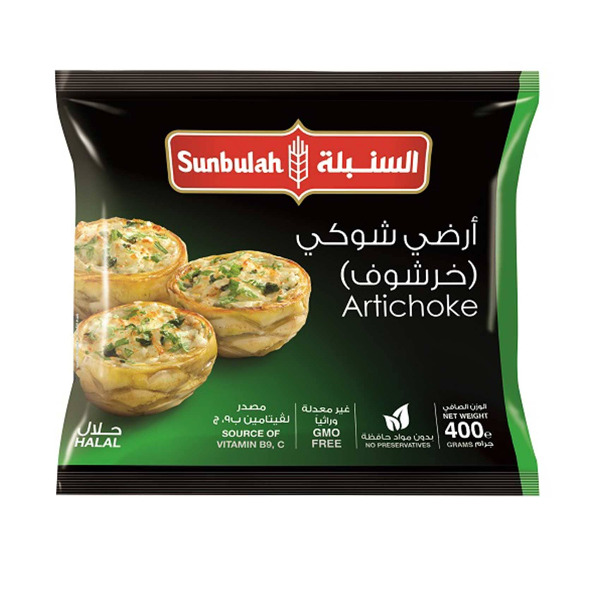 Sunbulah السنبلة
أرضي شوكي
(خرشوف)
Artichoke
حلال
HALAL
مصدر
لفيتامين ب٩، ج
SOURCE OF
VITAMIN B9, C
غير معدلة
وراثياً
GMO
FREE
بدون مواد حافظة
NO PRESERVATIVES
الوزن الصافي
NET WEIGHT
400 e
GRAMS جرام